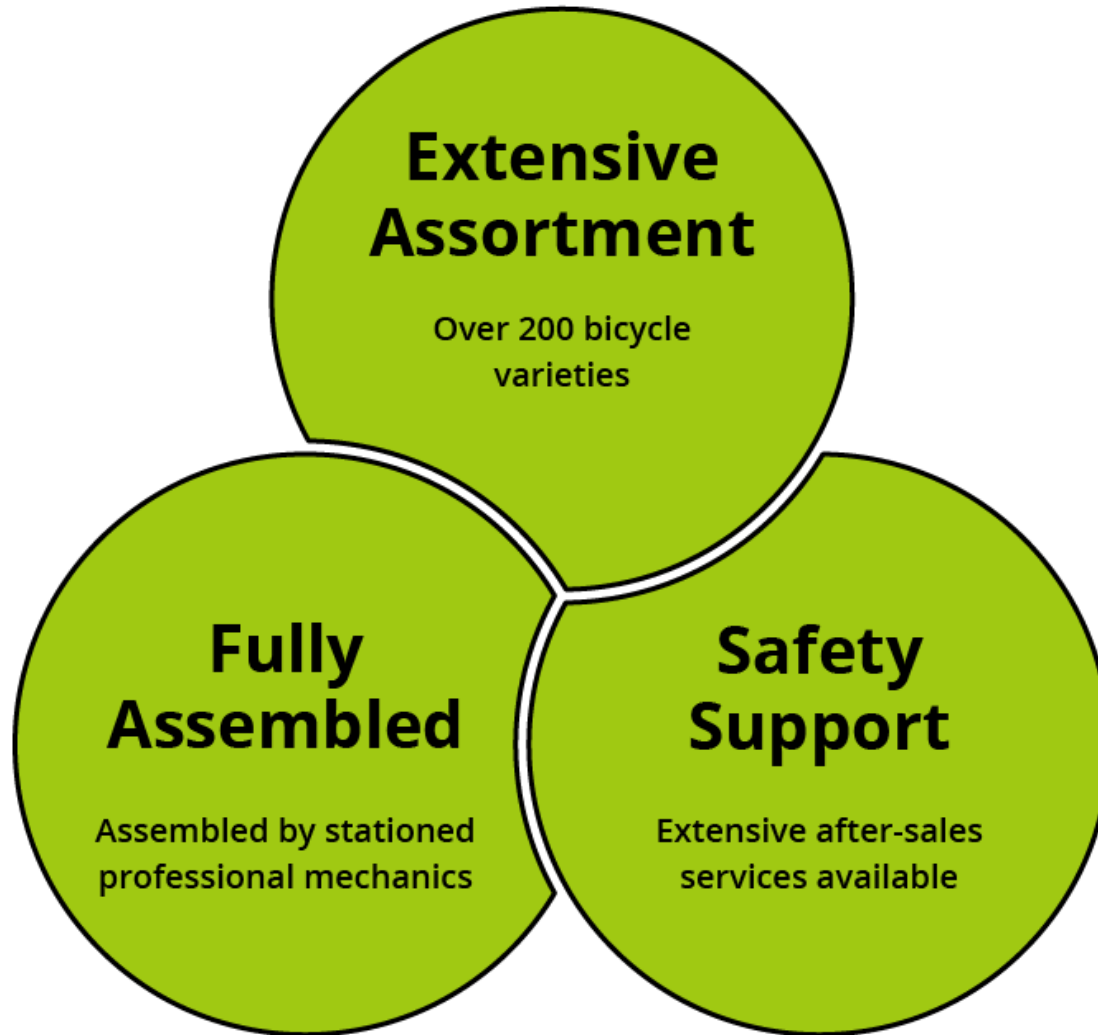 Extensive
Assortment
Over 200 bicycle
varieties
Fully
Assembled
Assembled by stationed
professional mechanics
Safety
Support
Extensive after-sales
services available